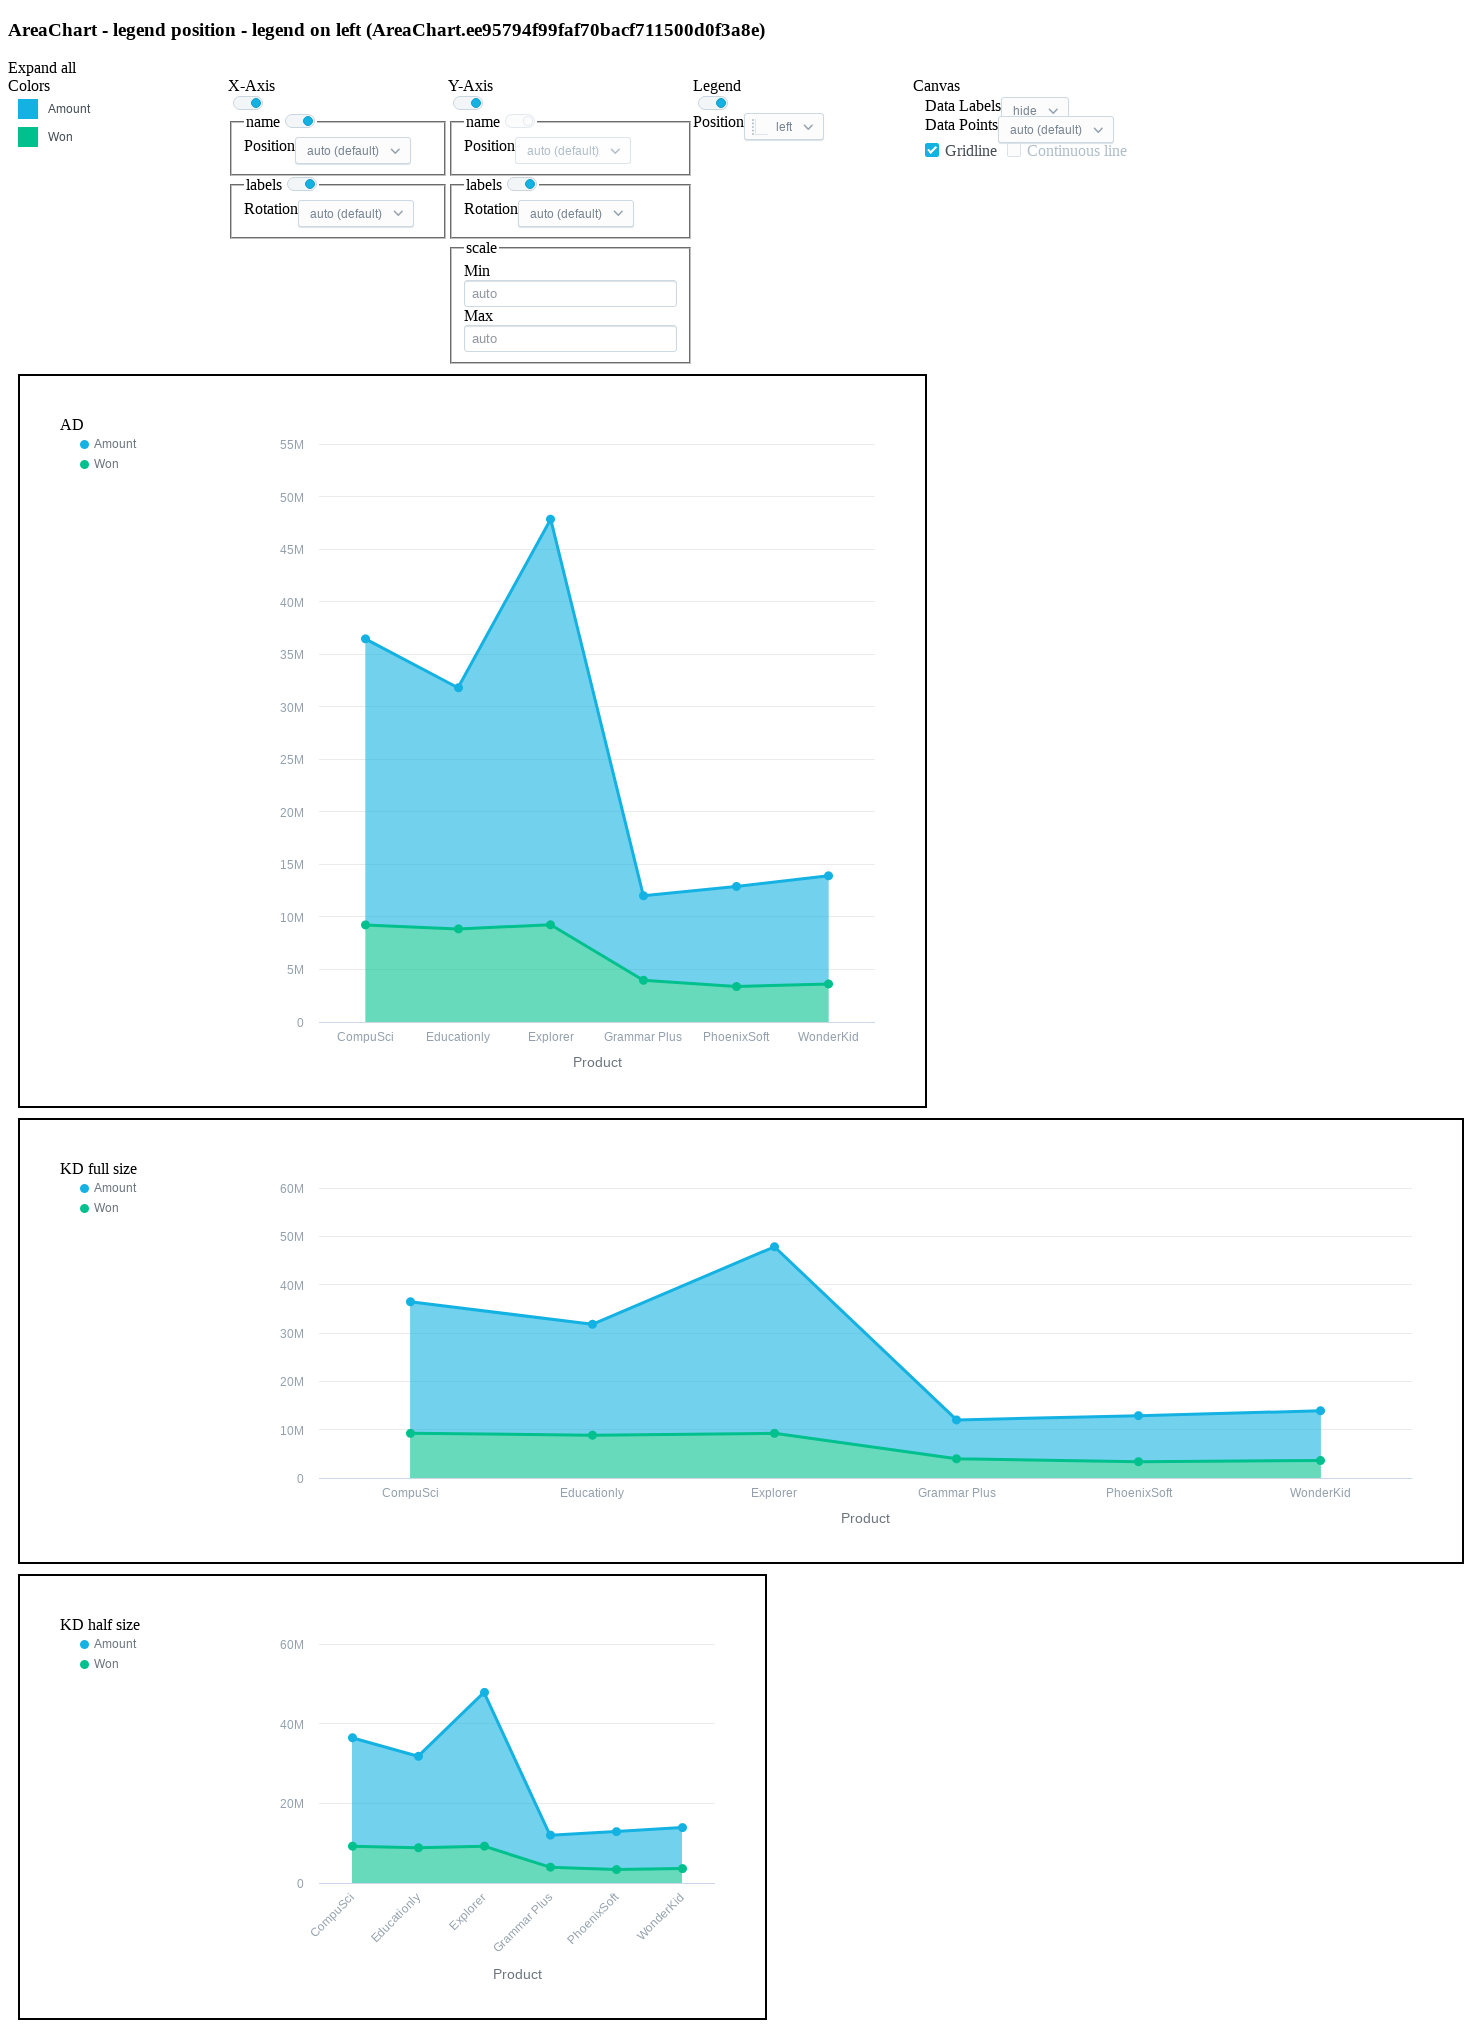 AreaChart - legend position - legend on left (AreaChart.ee95794f99faf70bacf711500d0f3a8e)
Expand all
Colors
Amount
Won
X-Axis
name
Position auto (default)
labels
Rotation auto (default)
Y-Axis
name
Position auto (default)
labels
Rotation auto (default)
scale
Min
auto
Max
auto
Legend
Position left
Canvas
Data Labels hide
Data Points auto (default)
Gridline Continuous line
AD
Amount
Won
55M
50M
45M
40M
35M
30M
25M
20M
15M
10M
5M
0
CompuSci Educationly Explorer Grammar Plus PhoenixSoft WonderKid
Product
KD full size
Amount
Won
60M
50M
40M
30M
20M
10M
0
CompuSci Educationly Explorer Grammar Plus PhoenixSoft WonderKid
Product
KD half size
Amount
Won
60M
40M
20M
0
CompuSci Educationly Explorer Grammar Plus PhoenixSoft WonderKid
Product